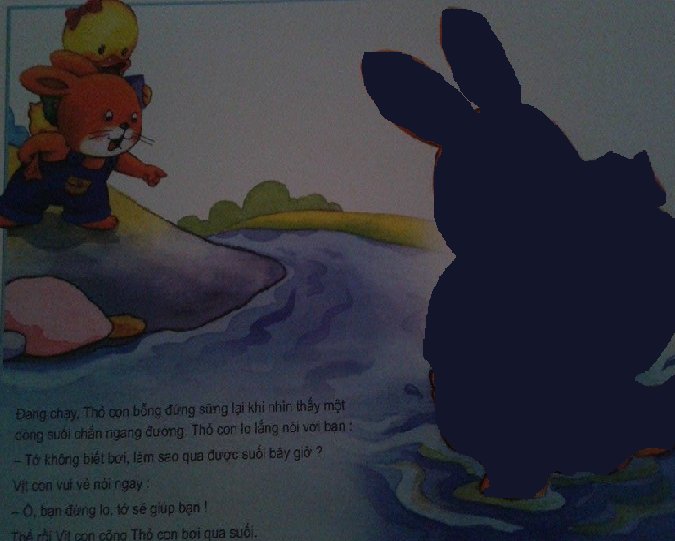 Đang chạy, Thỏ con bỗng đứng sững lại khi nhìn thấy một
dòng suối chắn ngang đường. Thỏ con lo lắng nói với bạn :
– Tớ không biết bơi, làm sao qua được suối bây giờ ?
Vịt con vui vẻ nói ngay :
– Ồ, bạn đừng lo, tớ sẽ giúp bạn !
Thế rồi Vịt con cõng Thỏ con bơi qua suối.